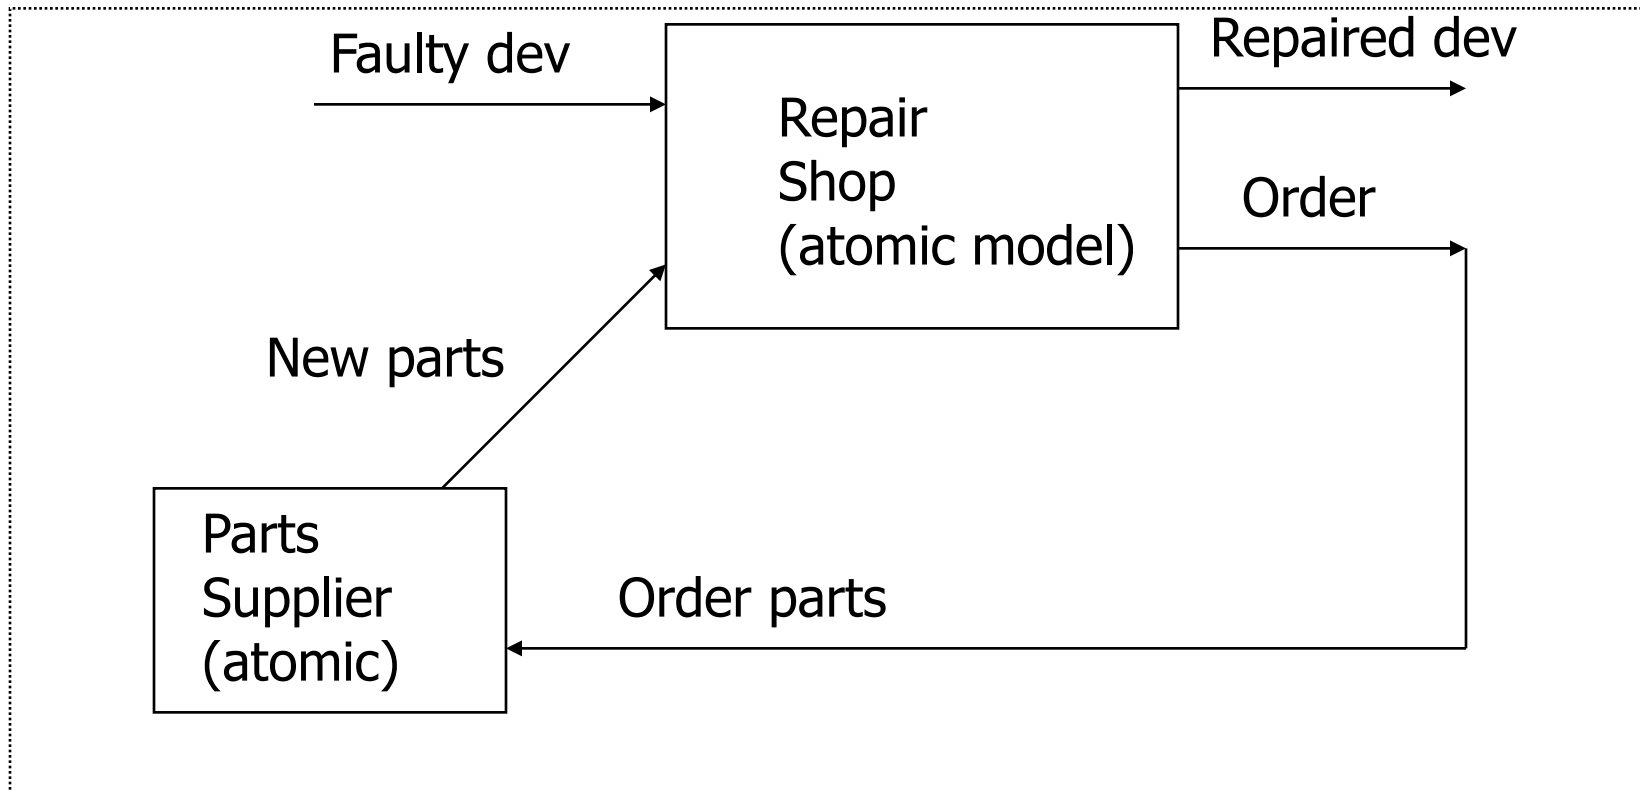 Faulty dev
Repaired dev
Repair
Shop
(atomic model)
Order
New parts
Parts
Supplier
(atomic)
Order parts